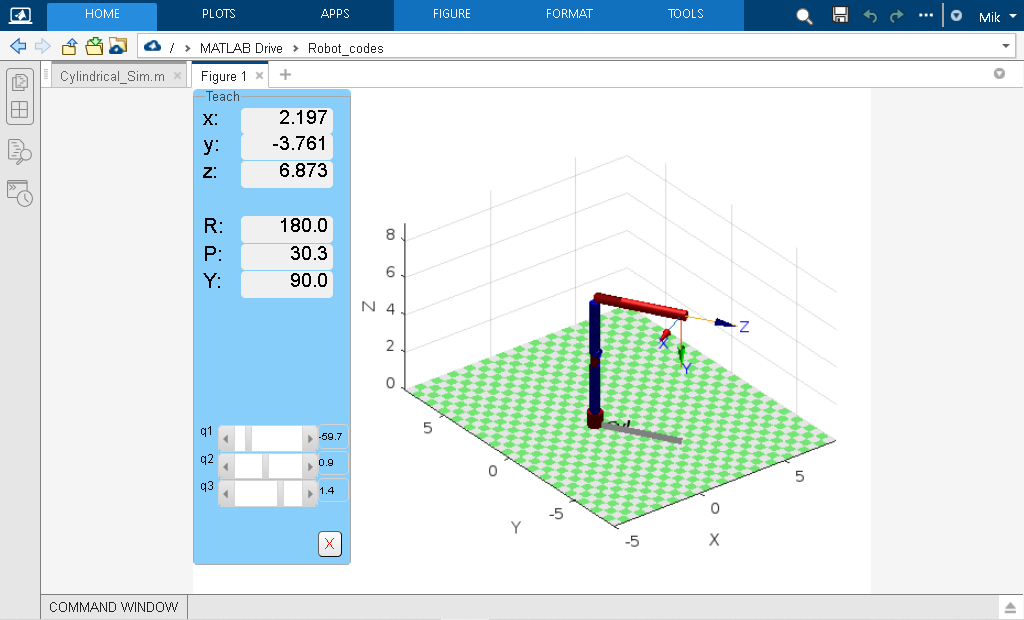 HOME PLOTS APPS FIGURE FORMAT TOOLS Mik
/ › MATLAB Drive › Robot_codes
Cylindrical_Sim.m × Figure 1 × +
Teach
x: 2.197
y: -3.761
z: 6.873
R: 180.0
P: 30.3
Y: 90.0
q1 -59.7
q2 0.9
q3 1.4
X
8
6
4
2
0
Z
5
0
-5
Y
-5
0
5
X
Z
X
Y
COMMAND WINDOW